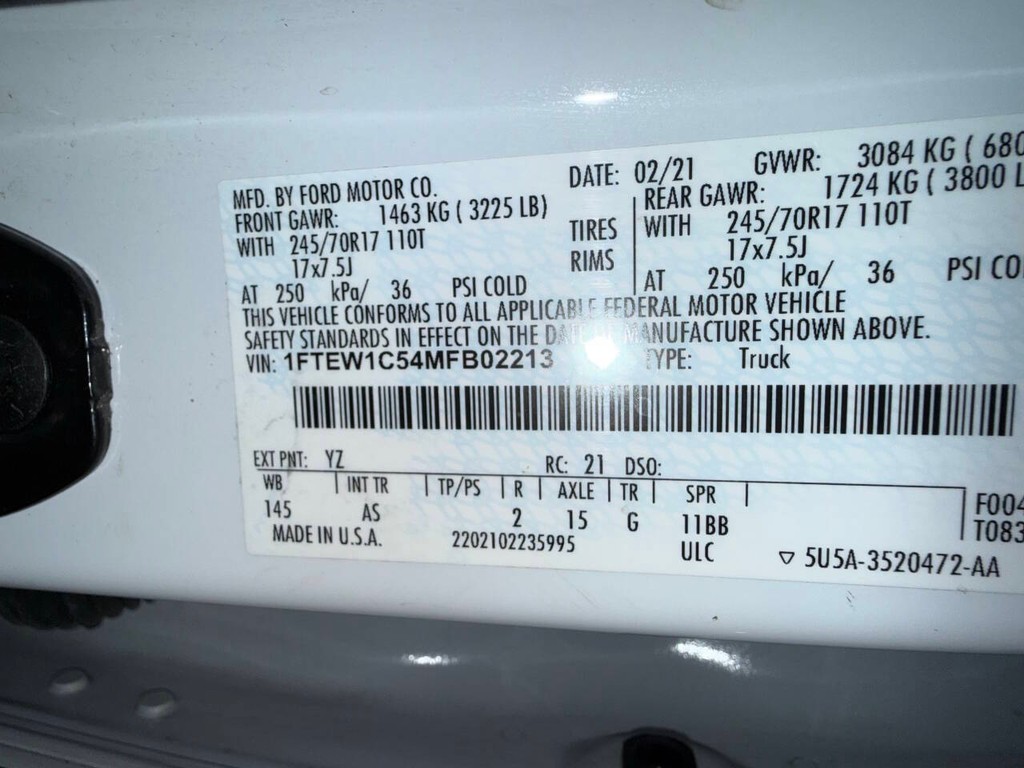 MFD. BY FORD MOTOR CO. DATE: 02/21 GVWR: 3084 KG ( 680
FRONT GAWR: 1463 KG ( 3225 LB) REAR GAWR: 1724 KG ( 3800 L
WITH 245/70R17 110T TIRES WITH 245/70R17 110T
17x7.5J RIMS 17x7.5J
AT 250 kPa/ 36 PSI COLD AT 250 kPa/ 36 PSI CO
THIS VEHICLE CONFORMS TO ALL APPLICABLE FEDERAL MOTOR VEHICLE
SAFETY STANDARDS IN EFFECT ON THE DATE MANUFACTURE SHOWN ABOVE.
VIN: 1FTEW1C54MFB02213 TYPE: Truck
EXT PNT: YZ RC: 21 DSO:
WB INT TR TP/PS R AXLE TR SPR
145 AS 2 15 G 11BB F004
MADE IN U.S.A. 2202102235995 ULC T083
5U5A-3520472-AA